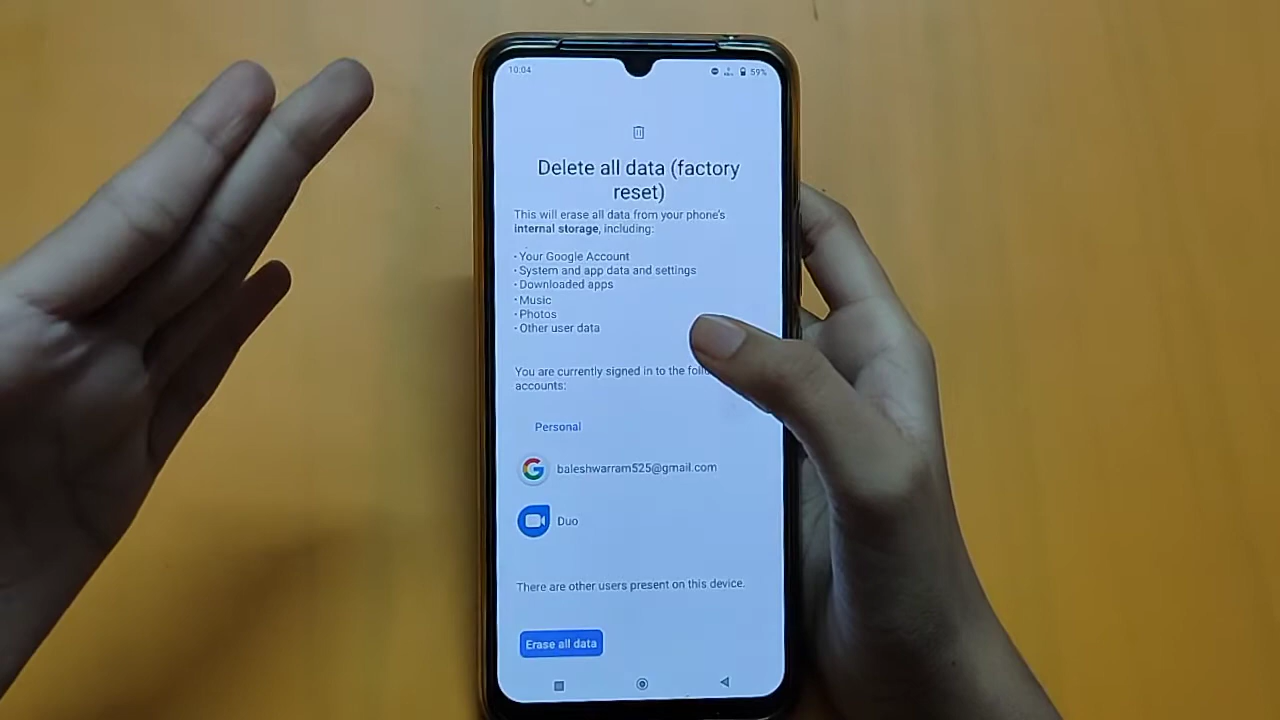 10:04
59%
Delete all data (factory
reset)
This will erase all data from your phone's
internal storage, including:
· Your Google Account
· System and app data and settings
· Downloaded apps
· Music
· Photos
· Other user data
You are currently signed in to the
accounts:
Personal
baleshwarram525@gmail.com
Duo
There are other users present on this device.
Erase all data